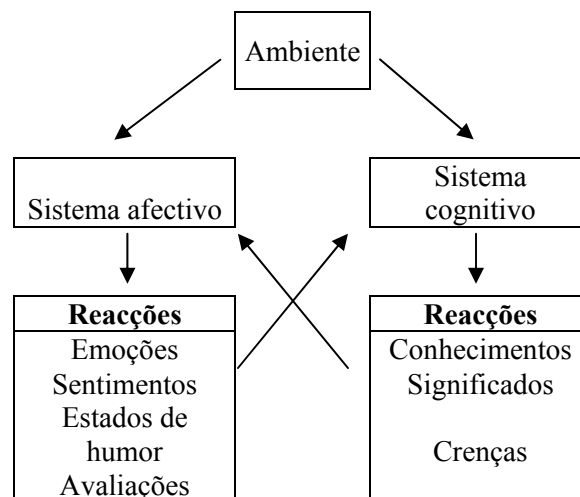 Ambiente
Sistema afectivo
Sistema
cognitivo
Reacções
Emoções
Sentimentos
Estados de
humor
Avaliações
Reacções
Conhecimentos
Significados
Crenças